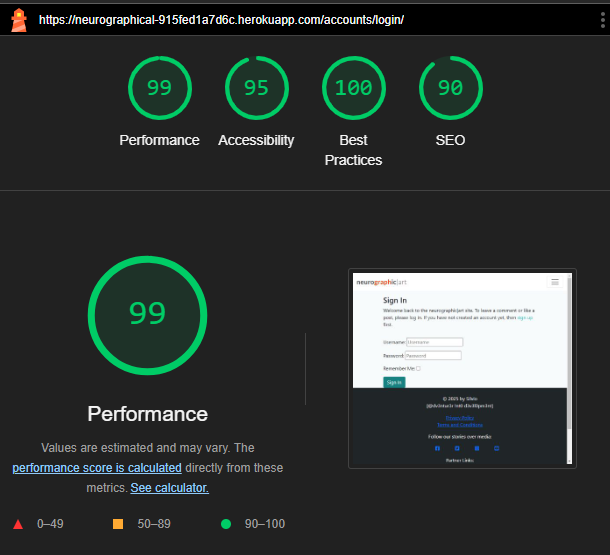 https://neurographical-915fed1a7d6c.herokuapp.com/accounts/login/
99
95
100
90
Performance
Accessibility
Best
Practices
SEO
99
Performance
Values are estimated and may vary. The
performance score is calculated directly from these
metrics. See calculator.
0–49
50–89
90–100
neurographic|art
Sign In
Welcome back to the neurographic|art site. To leave a comment or like a
post, please log in. If you have not created an account yet, then sign up
first.
Username:
Username
Password:
Password
Remember Me:
Sign In
Privacy Policy
Terms and Conditions
Follow our stories over media
Partner Links: